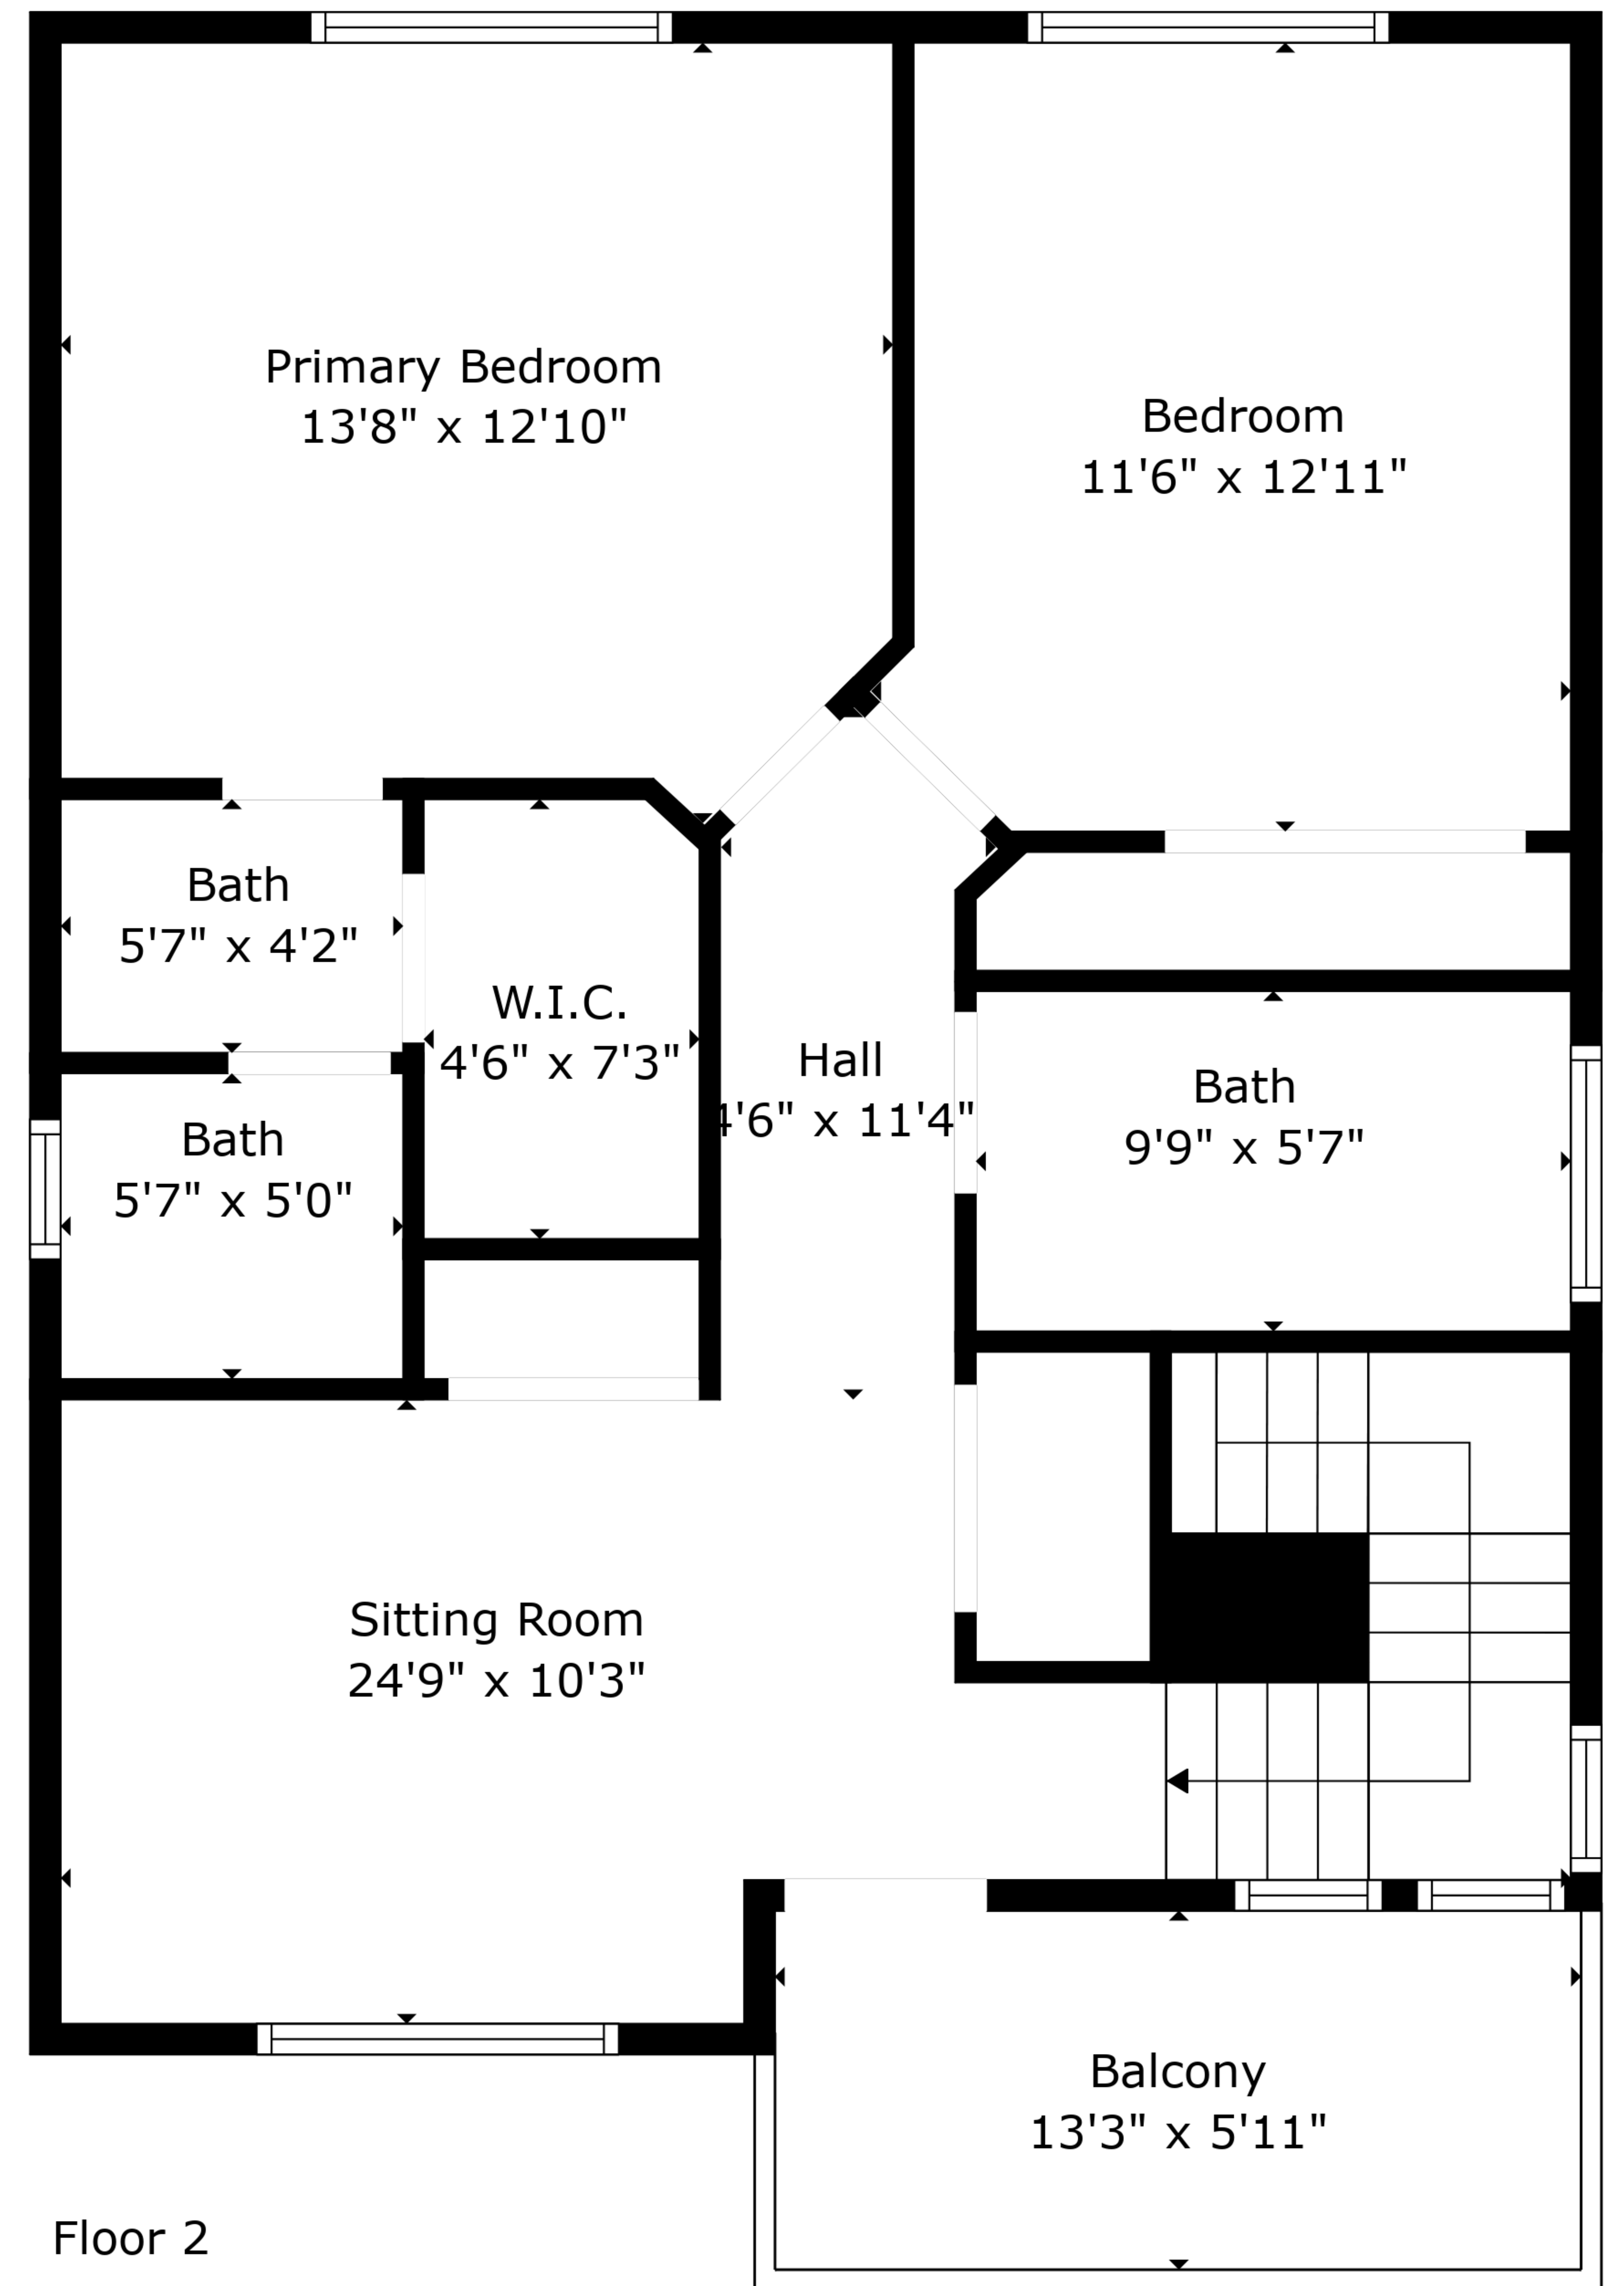 Primary Bedroom
13'8" x 12'10"
Bedroom
11'6" x 12'11"
Bath
5'7" x 4'2"
W.I.C.
4'6" x 7'3"
Hall
4'6" x 11'4"
Bath
9'9" x 5'7"
Bath
5'7" x 5'0"
Sitting Room
24'9" x 10'3"
Balcony
13'3" x 5'11"
Floor 2